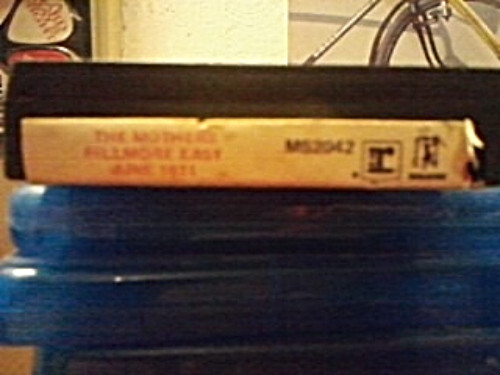 THE MOTHERS
FILLMORE EAST
JUNE 1971
MS2042